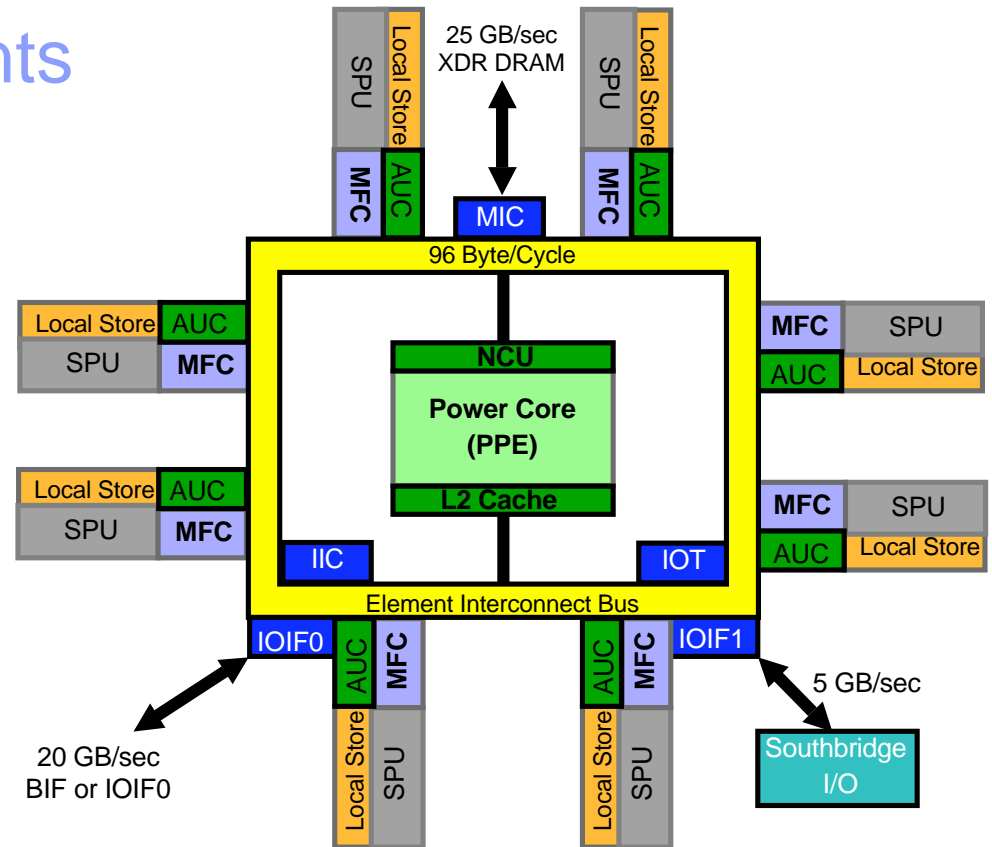 nts
25 GB/sec
XDR DRAM
SPU
Local Store
MFC
AUC
SPU
Local Store
MFC
AUC
MIC
96 Byte/Cycle
Local Store
AUC
SPU
MFC
MFC
SPU
AUC
Local Store
NCU
Power Core
(PPE)
L2 Cache
Local Store
AUC
SPU
MFC
MFC
SPU
AUC
Local Store
IIC
IOT
Element Interconnect Bus
IOIF0
AUC
MFC
Local Store
SPU
AUC
MFC
Local Store
SPU
IOIF1
5 GB/sec
20 GB/sec
BIF or IOIF0
Southbridge
I/O